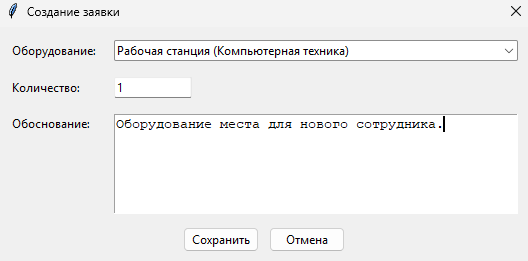 Создание заявки
Оборудование: Рабочая станция (Компьютерная техника)
Количество: 1
Обоснование: Оборудование места для нового сотрудника.
Сохранить Отмена